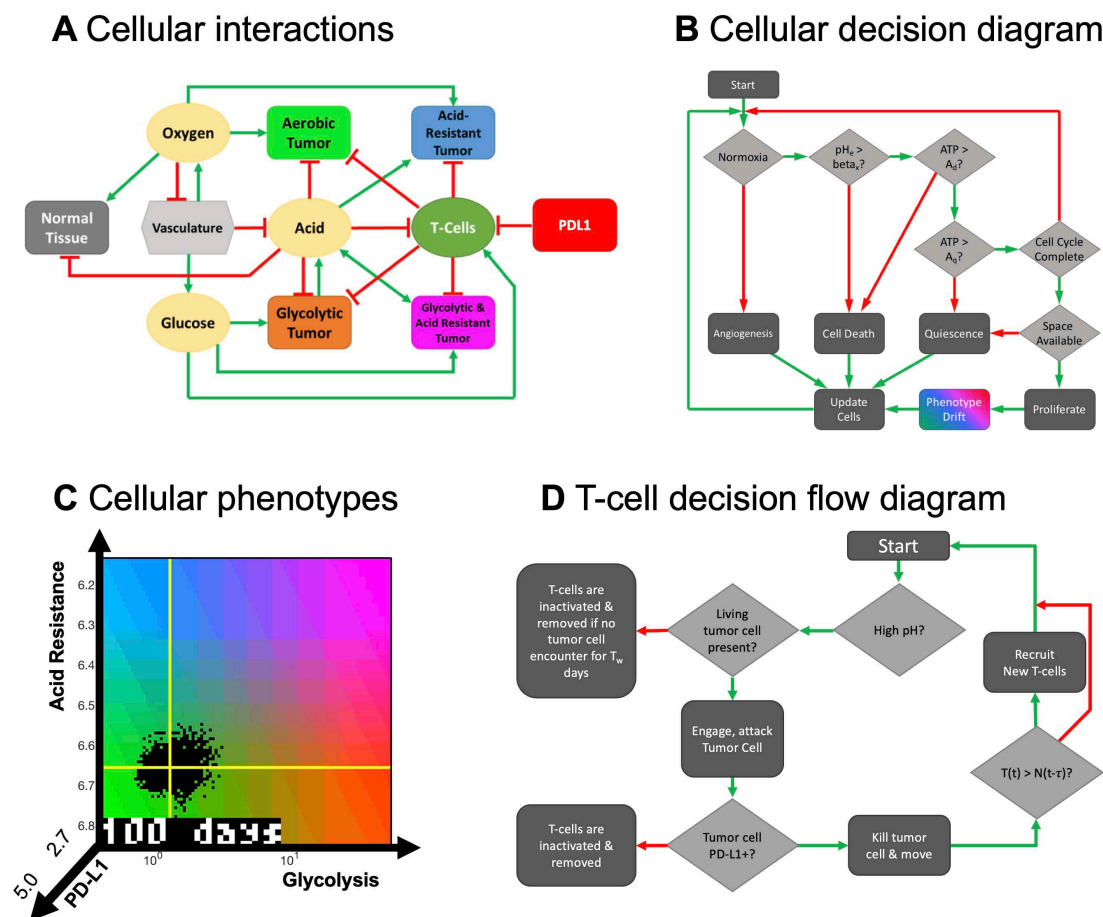 A Cellular interactions
Oxygen
Aerobic
Tumor
Acid-
Resistant
Tumor
Normal
Tissue
Vasculature
Acid
T-Cells
PDL1
Glucose
Glycolytic
Tumor
Glycolytic &
Acid Resistant
Tumor
B Cellular decision diagram
Start
Normoxia
pHe >
betax?
ATP >
Ad?
ATP >
Aq?
Cell Cycle
Complete
Angiogenesis
Cell Death
Quiescence
Space
Available
Update
Cells
Phenotype
Drift
Proliferate
C Cellular phenotypes
Acid Resistance
6.2
6.3
6.4
6.5
6.6
6.7
6.8
100 days
10⁰
10¹
Glycolysis
2.7
5.0
PD-L1
D T-cell decision flow diagram
Start
High pH?
Living
tumor cell
present?
T-cells are
inactivated &
removed if no
tumor cell
encounter for Tw
days
Engage, attack
Tumor Cell
Tumor cell
PD-L1+?
T-cells are
inactivated &
removed
Kill tumor
cell & move
T(t) > N(t-τ)?
Recruit
New T-cells